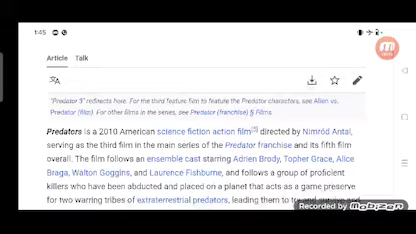 1:45
Article Talk
"Predator 3" redirects here. For the third feature film to feature the Predator characters, see Alien vs.
Predator (film). For other films in the series, see Predator (franchise) § Films.
Predators is a 2010 American science fiction action film directed by Nimród Antal,
serving as the third film in the main series of the Predator franchise and its fifth film
overall. The film follows an ensemble cast starring Adrien Brody, Topher Grace, Alice
Braga, Walton Goggins, and Laurence Fishburne, and follows a group of proficient
killers who have been abducted and placed on a planet that acts as a game preserve
for two warring tribes of extraterrestrial predators, leading them to try and survive and
Recorded by Mobizen